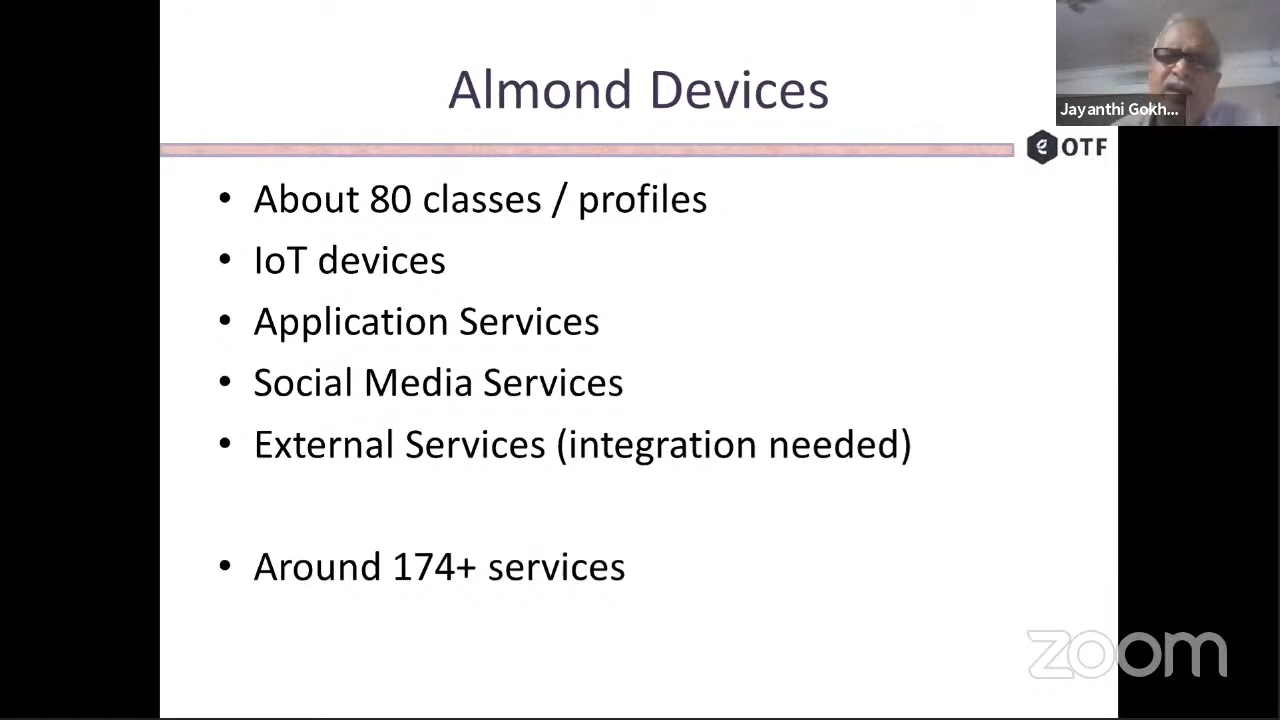 Almond Devices
Jayanthi Gokh...
OTF
• About 80 classes / profiles
• IoT devices
• Application Services
• Social Media Services
• External Services (integration needed)
• Around 174+ services
zoom